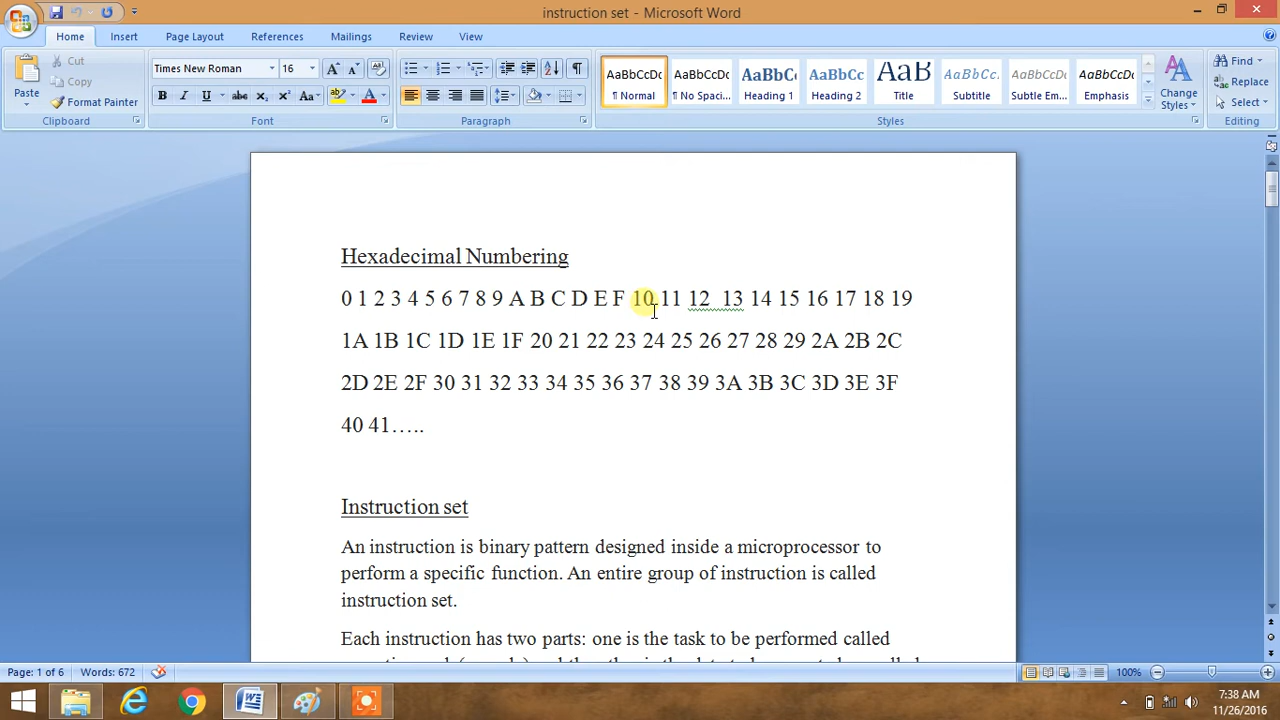 instruction set - Microsoft Word
Home Insert Page Layout References Mailings Review View
Paste
Cut
Copy
Format Painter
Clipboard
Times New Roman 16
Font
Paragraph
AaBbCcDc AaBbCcDc AaBbCc AaBbCc AaB AaBbCc. AaBbCcDc AaBbCcDc
¶ Normal ¶ No Spaci... Heading 1 Heading 2 Title Subtitle Subtle Em... Emphasis
Change Styles
Styles
Find
Replace
Select
Editing
Hexadecimal Numbering
0 1 2 3 4 5 6 7 8 9 A B C D E F 10 11 12 13 14 15 16 17 18 19
1A 1B 1C 1D 1E 1F 20 21 22 23 24 25 26 27 28 29 2A 2B 2C
2D 2E 2F 30 31 32 33 34 35 36 37 38 39 3A 3B 3C 3D 3E 3F
40 41…..
Instruction set
An instruction is binary pattern designed inside a microprocessor to
perform a specific function. An entire group of instruction is called
instruction set.
Each instruction has two parts: one is the task to be performed called
Page: 1 of 6 Words: 672 100%
7:38 AM
11/26/2016